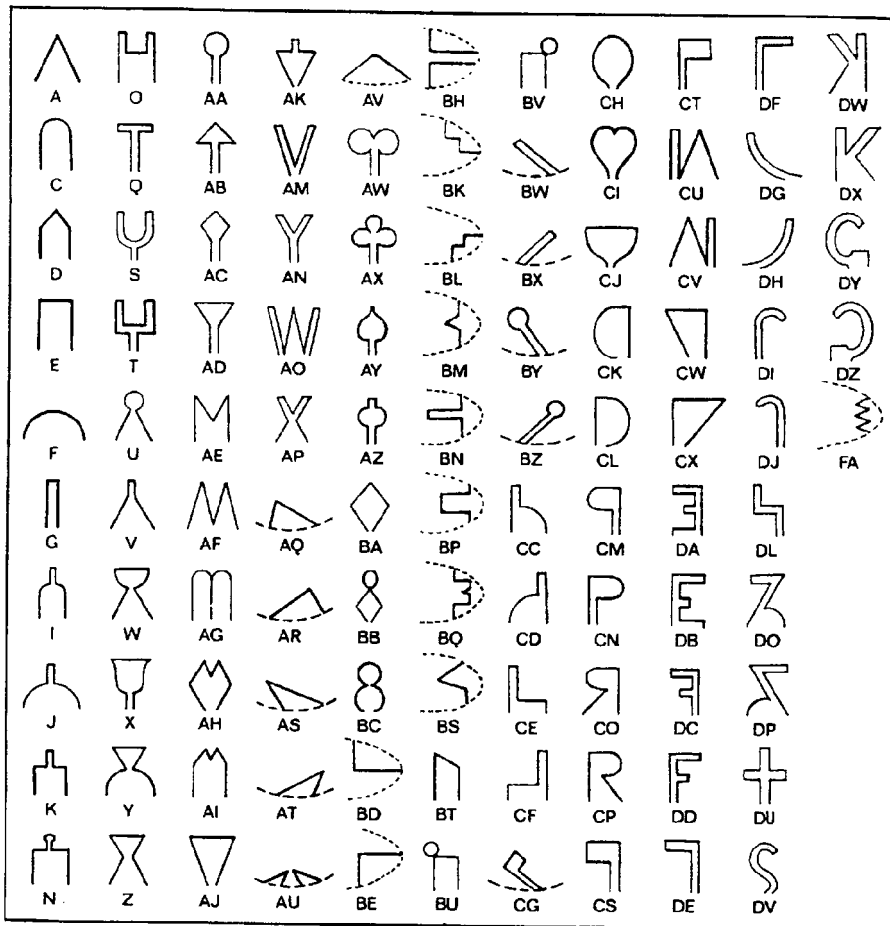 A O AA AK AV BH BV CH CT DF DW
C Q AB AM AW BK BW CI CU DG DX
D S AC AN AX BL BX CJ CV DH DY
E T AD AO AY BM BY CK CW DI DZ
F U AE AP AZ BN BZ CL CX DJ FA
G V AF AQ BA BP CC CM DA DL
I W AG AR BB BQ CD CN DB DO
J X AH AS BC BS CE CO DC DP
K Y AI AT BD BT CF CP DD DU
N Z AJ AU BE BU CG CS DE DV